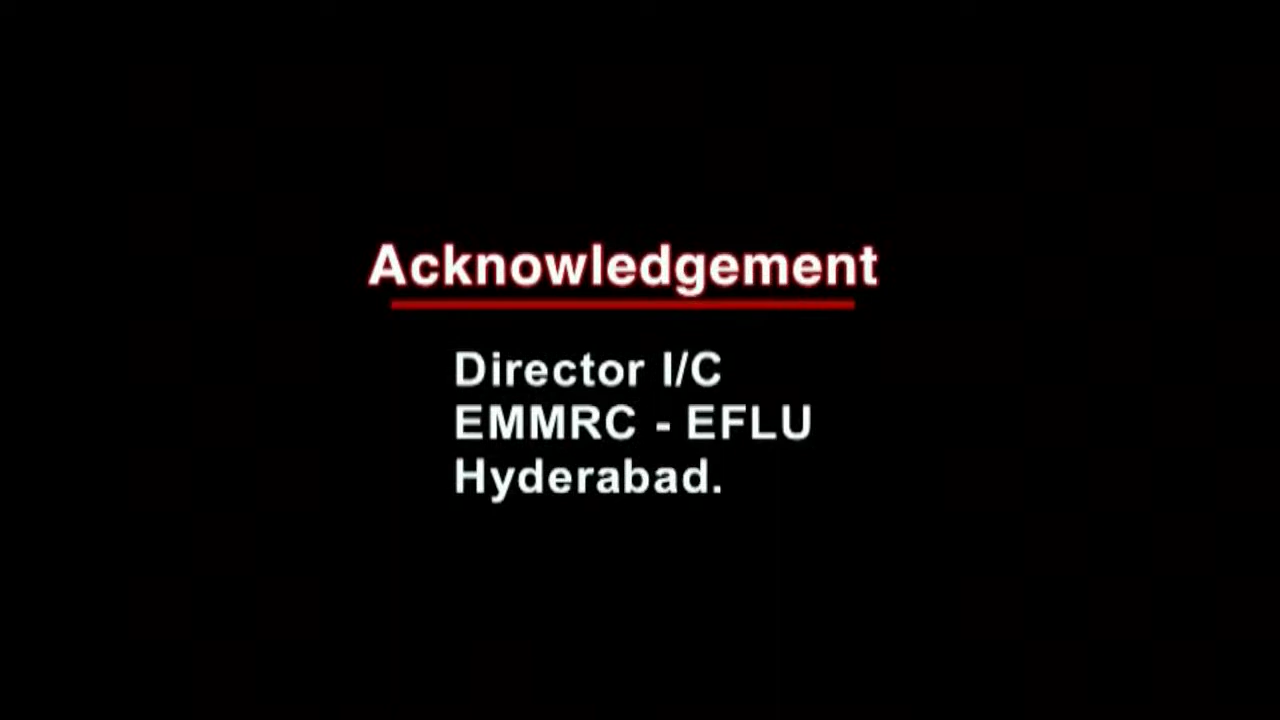 Acknowledgement
Director I/C
EMMRC - EFLU
Hyderabad.